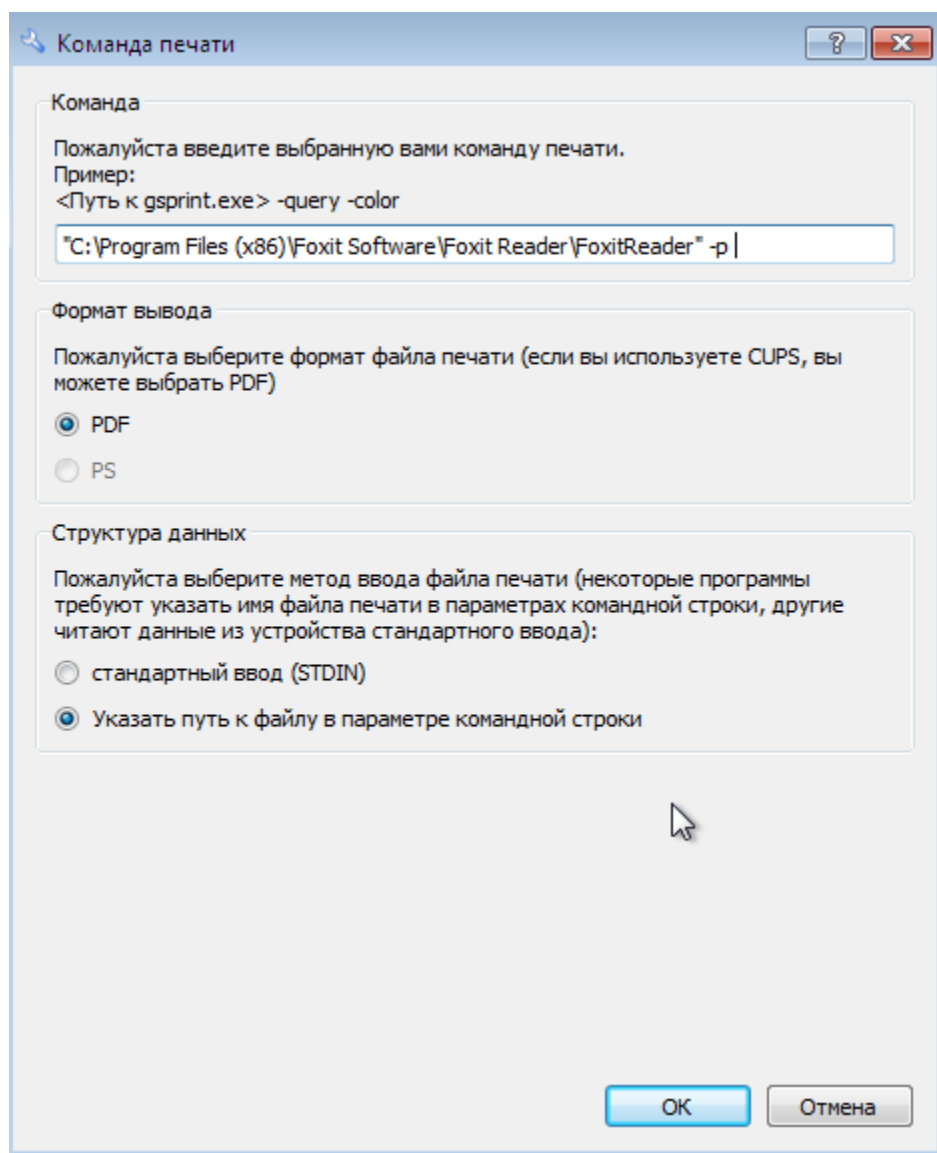 Команда печати
Команда
Пожалуйста введите выбранную вами команду печати.
Пример:
<Путь к gsprint.exe> -query -color
"C:\Program Files (x86)\Foxit Software\Foxit Reader\FoxitReader" -p
Формат вывода
Пожалуйста выберите формат файла печати (если вы используете CUPS, вы
можете выбрать PDF)
PDF
PS
Структура данных
Пожалуйста выберите метод ввода файла печати (некоторые программы
требуют указать имя файла печати в параметрах командной строки, другие
читают данные из устройства стандартного ввода):
стандартный ввод (STDIN)
Указать путь к файлу в параметре командной строки
OK
Отмена